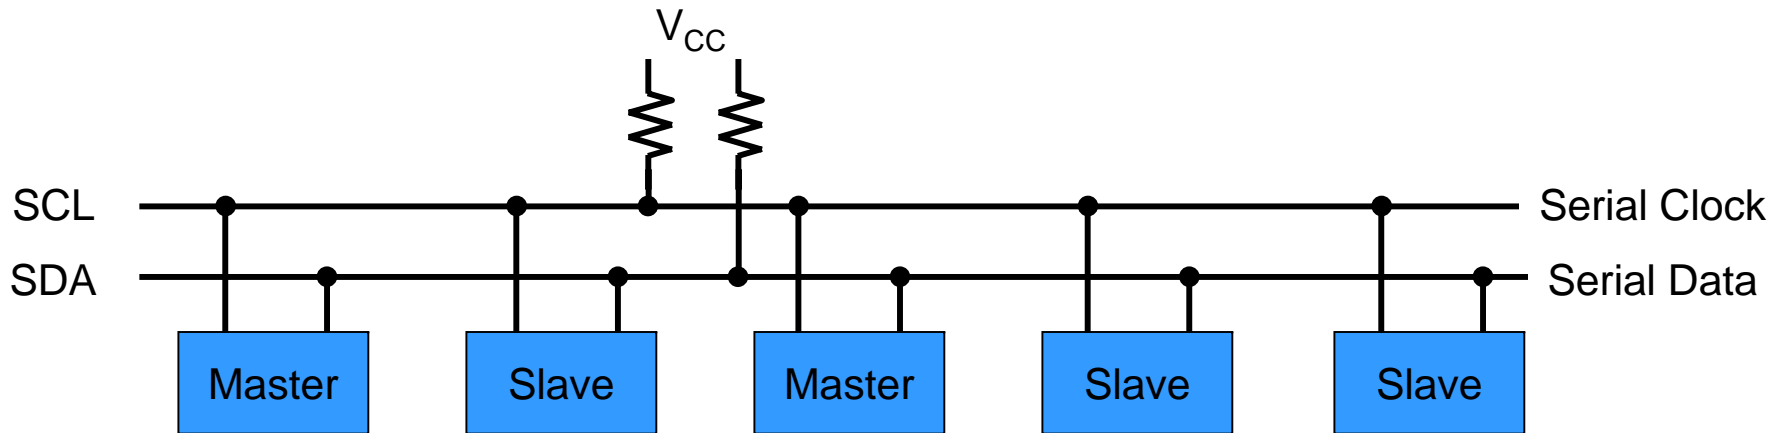 VCC
SCL
Serial Clock
SDA
Serial Data
Master
Slave
Master
Slave
Slave